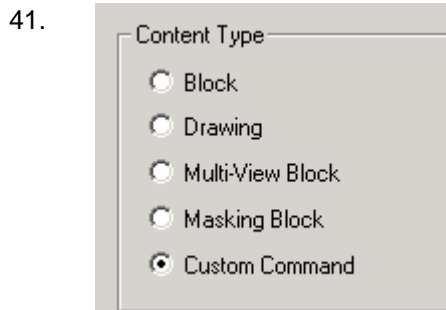 41.
Content Type
Block
Drawing
Multi-View Block
Masking Block
Custom Command